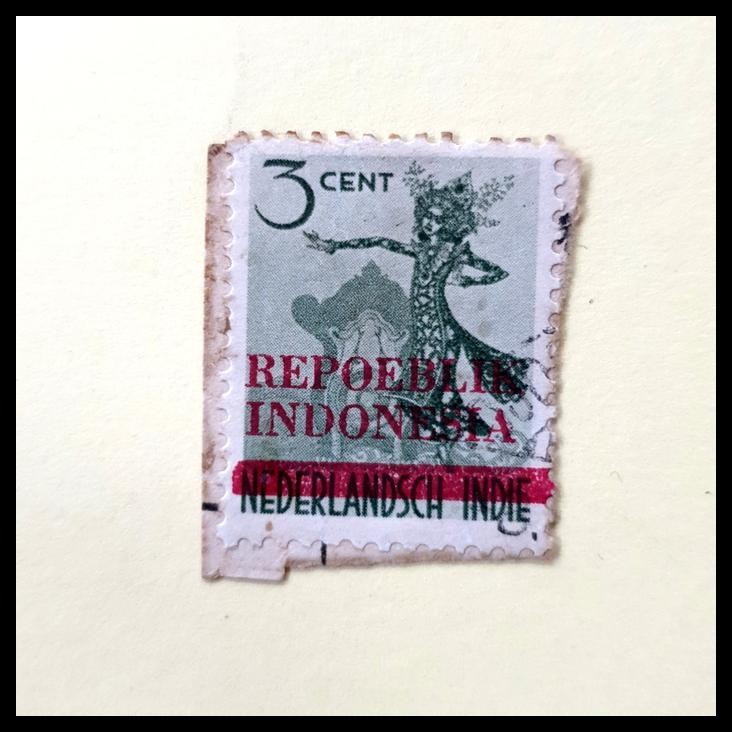 3 CENT
REPOEBLIK
INDONESIA
NEDERLANDSCH INDIE